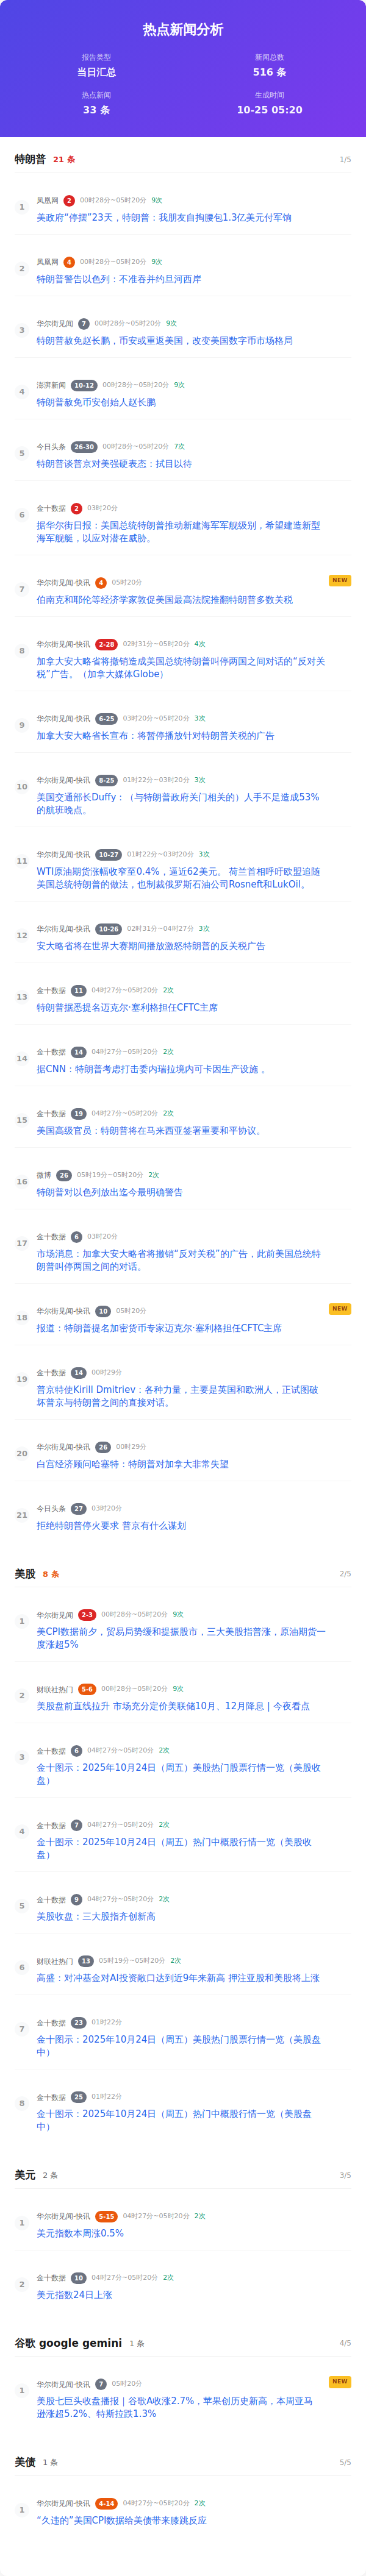 热点新闻分析
报告类型
新闻总数
当日汇总
516 条
热点新闻
生成时间
33 条
10-25 05:20
特朗普 21 条 1/5
1
凤凰网 2 00时28分~05时20分 9次
美政府“停摆”23天，特朗普：我朋友自掏腰包1.3亿美元付军饷
2
凤凰网 4 00时28分~05时20分 9次
特朗普警告以色列：不准吞并约旦河西岸
3
华尔街见闻 7 00时28分~05时20分 9次
特朗普赦免赵长鹏，币安或重返美国，改变美国数字币市场格局
4
澎湃新闻 10-12 00时28分~05时20分 9次
特朗普赦免币安创始人赵长鹏
5
今日头条 26-30 00时28分~05时20分 7次
特朗普谈普京对美强硬表态：拭目以待
6
金十数据 2 03时20分
据华尔街日报：美国总统特朗普推动新建海军军舰级别，希望建造新型
海军舰艇，以应对潜在威胁。
7
华尔街见闻-快讯 4 05时20分 NEW
伯南克和耶伦等经济学家敦促美国最高法院推翻特朗普多数关税
8
华尔街见闻-快讯 2-28 02时31分~05时20分 4次
加拿大安大略省将撤销造成美国总统特朗普叫停两国之间对话的“反对关
税”广告。（加拿大媒体Globe）
9
华尔街见闻-快讯 6-25 03时20分~05时20分 3次
加拿大安大略省长宣布：将暂停播放针对特朗普关税的广告
10
华尔街见闻-快讯 8-25 01时22分~03时20分 3次
美国交通部长Duffy：（与特朗普政府关门相关的）人手不足造成53%
的航班晚点。
11
华尔街见闻-快讯 10-27 01时22分~03时20分 3次
WTI原油期货涨幅收窄至0.4%，逼近62美元。 荷兰首相呼吁欧盟追随
美国总统特朗普的做法，也制裁俄罗斯石油公司Rosneft和LukOil。
12
华尔街见闻-快讯 10-26 02时31分~04时27分 3次
安大略省将在世界大赛期间播放激怒特朗普的反关税广告
13
金十数据 11 04时27分~05时20分 2次
特朗普据悉提名迈克尔·塞利格担任CFTC主席
14
金十数据 14 04时27分~05时20分 2次
据CNN：特朗普考虑打击委内瑞拉境内可卡因生产设施 。
15
金十数据 19 04时27分~05时20分 2次
美国高级官员：特朗普将在马来西亚签署重要和平协议。
16
微博 26 05时19分~05时20分 2次
特朗普对以色列放出迄今最明确警告
17
金十数据 6 03时20分
市场消息：加拿大安大略省将撤销“反对关税”的广告，此前美国总统特
朗普叫停两国之间的对话。
18
华尔街见闻-快讯 10 05时20分 NEW
报道：特朗普提名加密货币专家迈克尔·塞利格担任CFTC主席
19
金十数据 14 00时29分
普京特使Kirill Dmitriev：各种力量，主要是英国和欧洲人，正试图破
坏普京与特朗普之间的直接对话。
20
华尔街见闻-快讯 26 00时29分
白宫经济顾问哈塞特：特朗普对加拿大非常失望
21
今日头条 27 03时20分
拒绝特朗普停火要求 普京有什么谋划
美股 8 条 2/5
1
华尔街见闻 2-3 00时28分~05时20分 9次
美CPI数据前夕，贸易局势缓和提振股市，三大美股指普涨，原油期货一
度涨超5%
2
财联社热门 5-6 00时28分~05时20分 9次
美股盘前直线拉升 市场充分定价美联储10月、12月降息 | 今夜看点
3
金十数据 6 04时27分~05时20分 2次
金十图示：2025年10月24日（周五）美股热门股票行情一览（美股收
盘）
4
金十数据 7 04时27分~05时20分 2次
金十图示：2025年10月24日（周五）热门中概股行情一览（美股收
盘）
5
金十数据 9 04时27分~05时20分 2次
美股收盘：三大股指齐创新高
6
财联社热门 13 05时19分~05时20分 2次
高盛：对冲基金对AI投资敞口达到近9年来新高 押注亚股和美股将上涨
7
金十数据 23 01时22分
金十图示：2025年10月24日（周五）美股热门股票行情一览（美股盘
中）
8
金十数据 25 01时22分
金十图示：2025年10月24日（周五）热门中概股行情一览（美股盘
中）
美元 2 条 3/5
1
华尔街见闻-快讯 5-15 04时27分~05时20分 2次
美元指数本周涨0.5%
2
金十数据 10 04时27分~05时20分 2次
美元指数24日上涨
谷歌 google gemini 1 条 4/5
1
华尔街见闻-快讯 7 05时20分 NEW
美股七巨头收盘播报 | 谷歌A收涨2.7%，苹果创历史新高，本周亚马
逊涨超5.2%、特斯拉跌1.3%
美债 1 条 5/5
1
华尔街见闻-快讯 4-14 04时27分~05时20分 2次
“久违的”美国CPI数据给美债带来膝跳反应